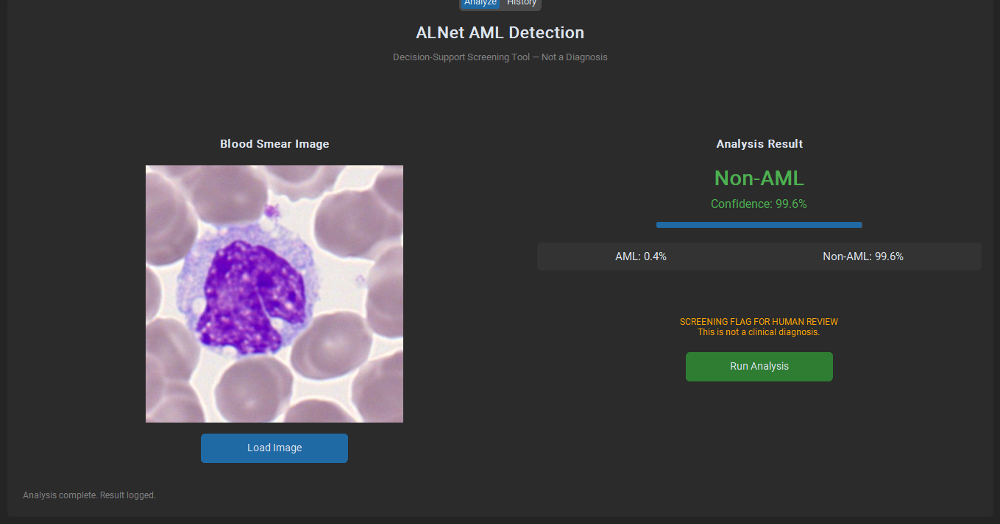 Analyze History
ALNet AML Detection
Decision-Support Screening Tool — Not a Diagnosis
Blood Smear Image
Analysis Result
Non-AML
Confidence: 99.6%
AML: 0.4% Non-AML: 99.6%
SCREENING FLAG FOR HUMAN REVIEW
This is not a clinical diagnosis.
Run Analysis
Load Image
Analysis complete. Result logged.